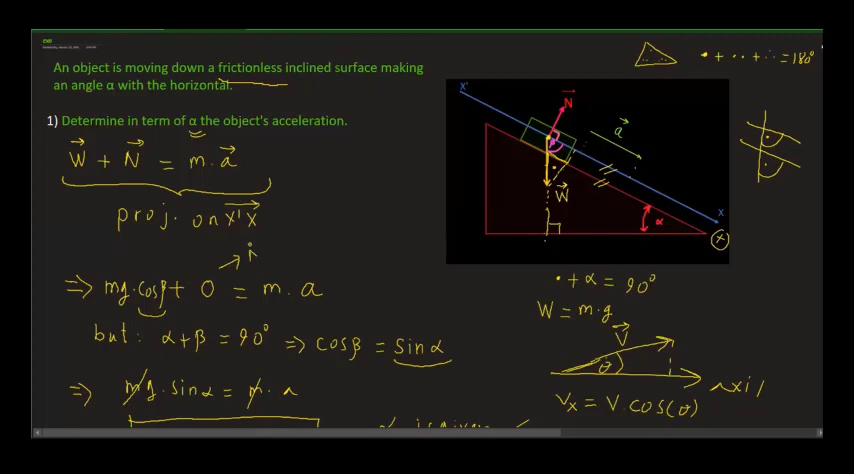 An object is moving down a frictionless inclined surface making
an angle α with the horizontal.
1) Determine in term of α the object's acceleration.
W⃗ + N⃗ = m.a⃗
proj. on x'x
⇒ mg.cosβ + 0 = m.a
but: α+β = 90° ⇒ cosβ = sinα
⇒ mg.sinα = m.a
• + •• + ∴ = 180°
x'
N⃗
a⃗
W⃗
α
x
x
• + α = 90°
W = m.g
V⃗
θ
Vx = V.cos(θ)